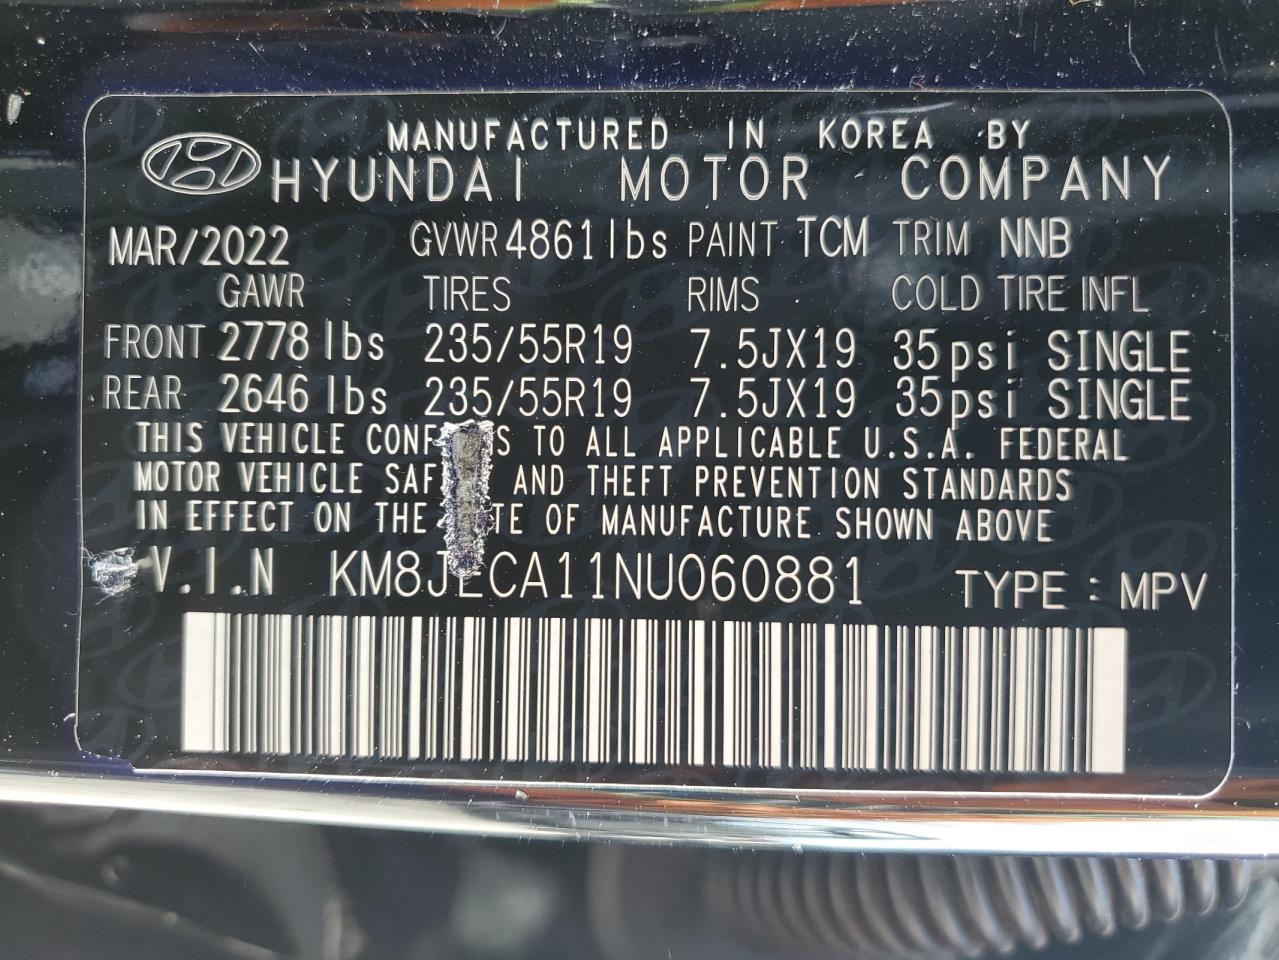 MANUFACTURED IN KOREA BY
HYUNDAI MOTOR COMPANY
MAR/2022 GVWR 4861 lbs PAINT TCM TRIM NNB
GAWR TIRES RIMS COLD TIRE INFL
FRONT 2778 lbs 235/55R19 7.5JX19 35psi SINGLE
REAR 2646 lbs 235/55R19 7.5JX19 35psi SINGLE
THIS VEHICLE TO ALL APPLICABLE U.S.A. FEDERAL
MOTOR VEHICLE AND THEFT PREVENTION STANDARDS
IN EFFECT ON THE OF MANUFACTURE SHOWN ABOVE
V.I.N KM8JECA11NU060881 TYPE : MPV